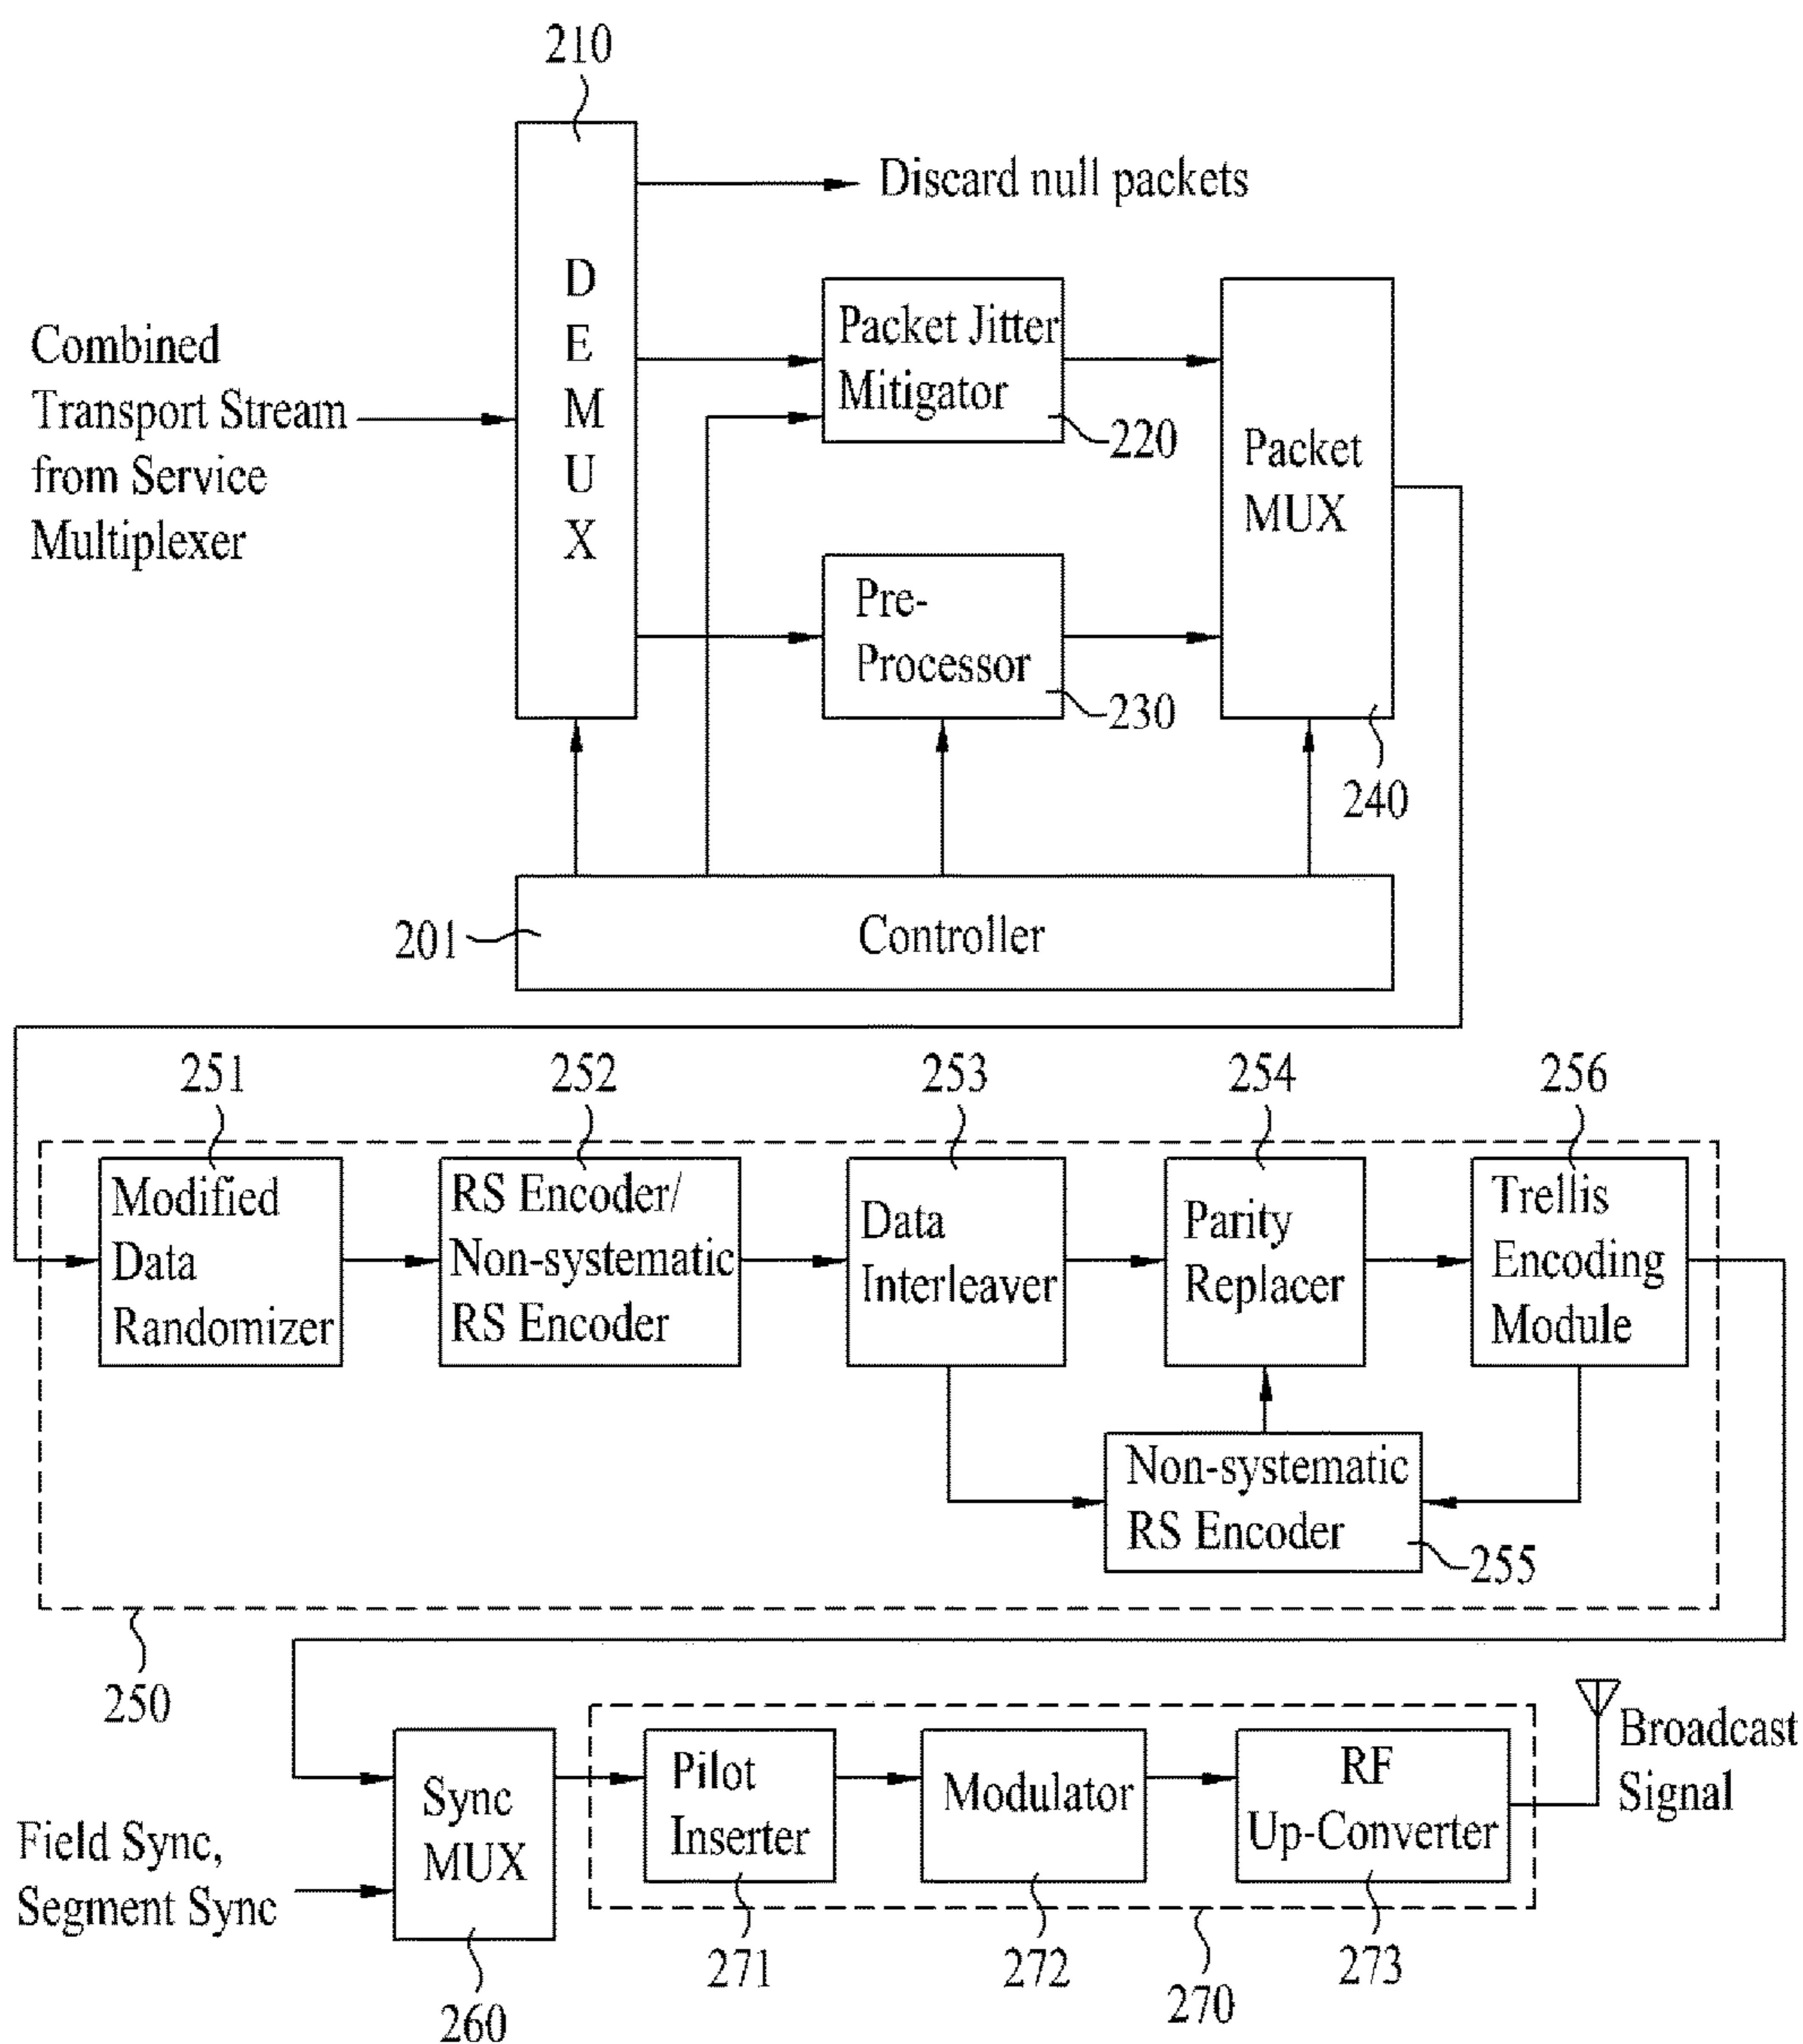 210
Discard null packets
D
E
M
U
X
Combined
Transport Stream
from Service
Multiplexer
Packet Jitter
Mitigator
220
Packet
MUX
Pre-
Processor
230
240
201
Controller
251
252
253
254
256
Modified
Data
Randomizer
RS Encoder/
Non-systematic
RS Encoder
Data
Interleaver
Parity
Replacer
Trellis
Encoding
Module
Non-systematic
RS Encoder
255
250
Sync
MUX
Pilot
Inserter
Modulator
RF
Up-Converter
Broadcast
Signal
Field Sync,
Segment Sync
260
271
272
270
273